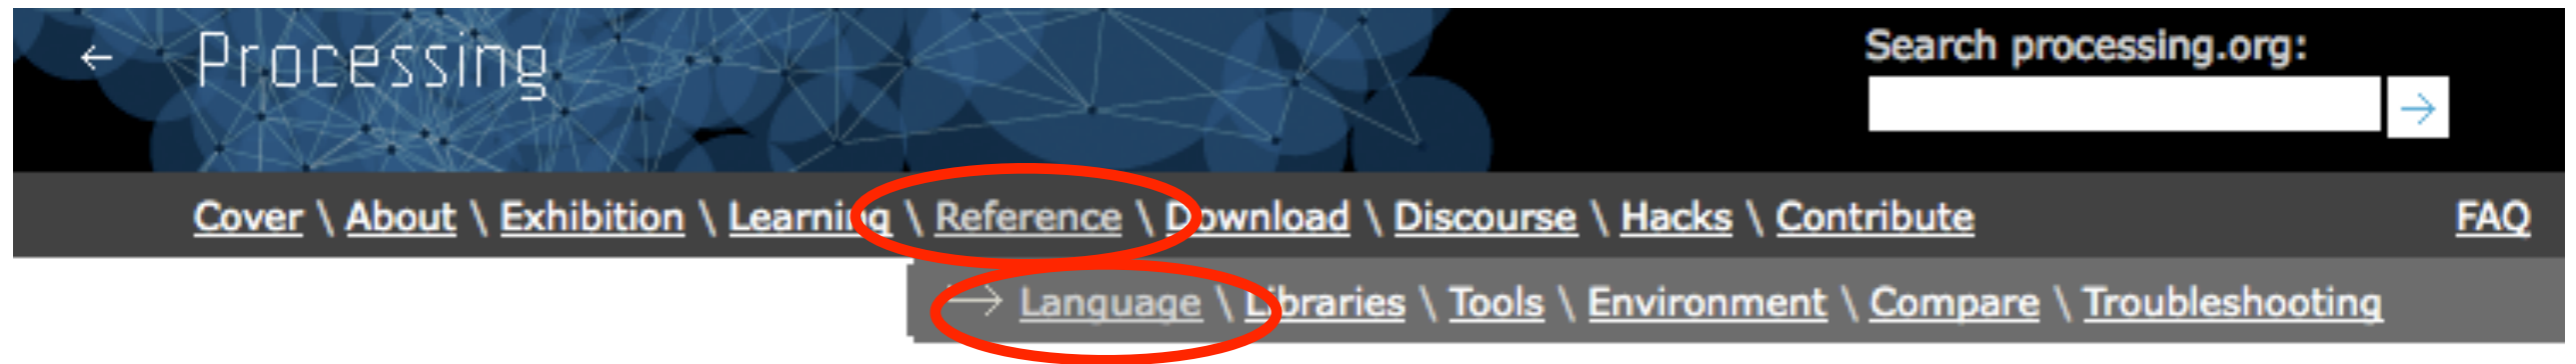 ← Processing
Search processing.org:
→
Cover \ About \ Exhibition \ Learning \ Reference \ Download \ Discourse \ Hacks \ Contribute FAQ
→ Language \ Libraries \ Tools \ Environment \ Compare \ Troubleshooting